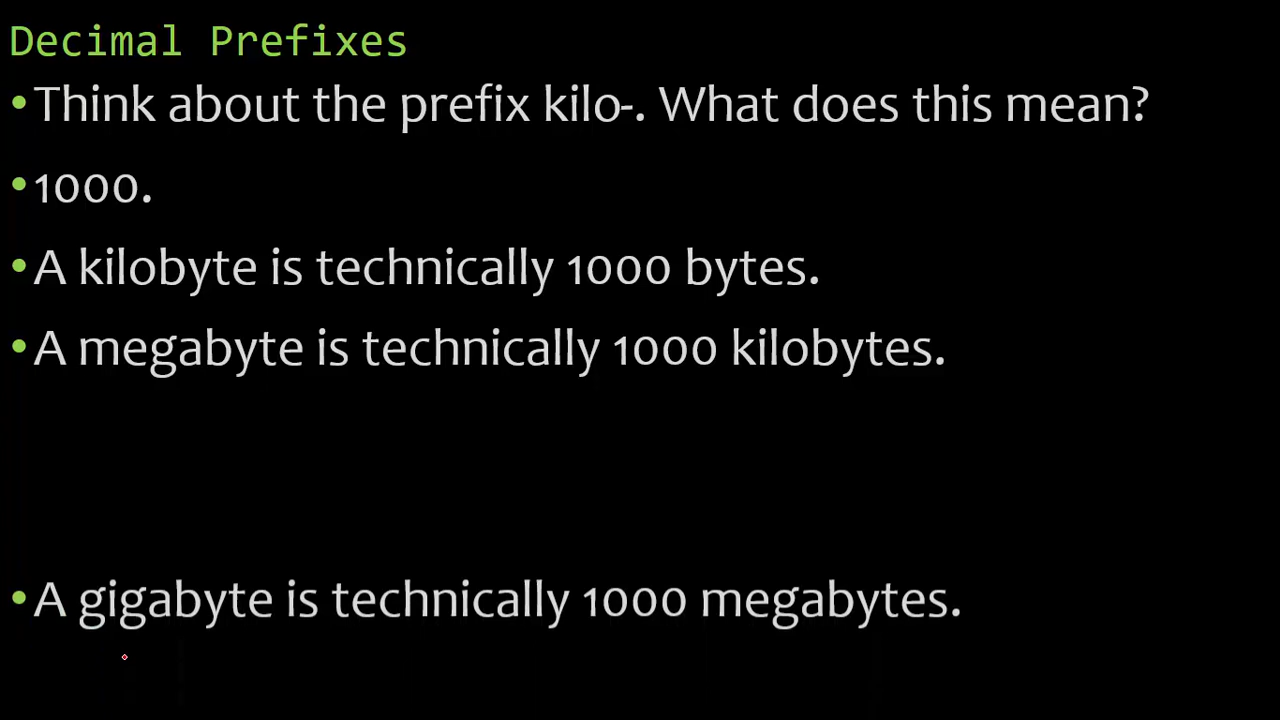 Decimal Prefixes
•Think about the prefix kilo-. What does this mean?
•1000.
•A kilobyte is technically 1000 bytes.
•A megabyte is technically 1000 kilobytes.
•A gigabyte is technically 1000 megabytes.